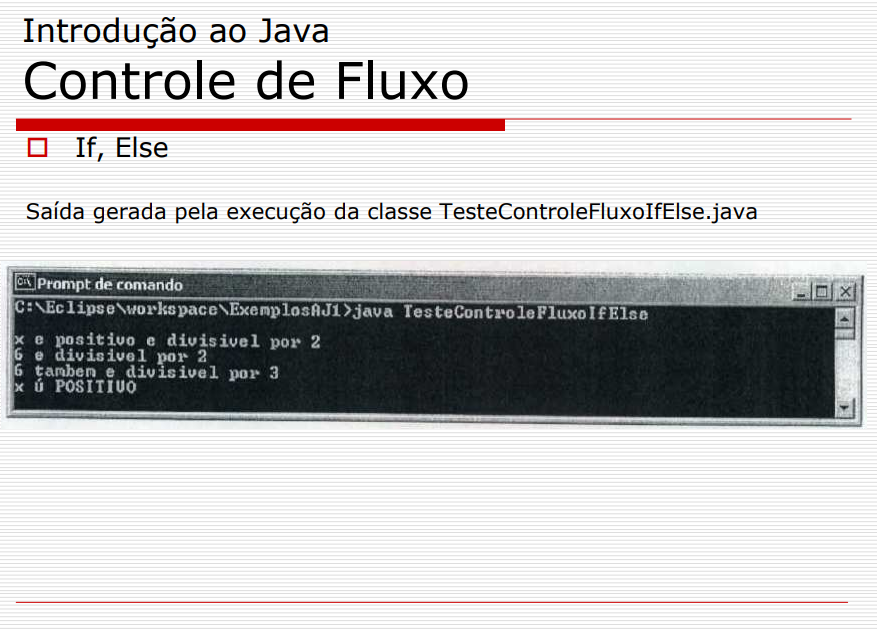 Introdução ao Java
Controle de Fluxo
If, Else
Saída gerada pela execução da classe TesteControleFluxoIfElse.java
C:\ Prompt de comando
C:\Eclipse\workspace\ExemplosAJ1>java TesteControleFluxoIfElse
x e positivo e divisivel por 2
6 e divisivel por 2
6 tambem e divisivel por 3
x ú POSITIVO